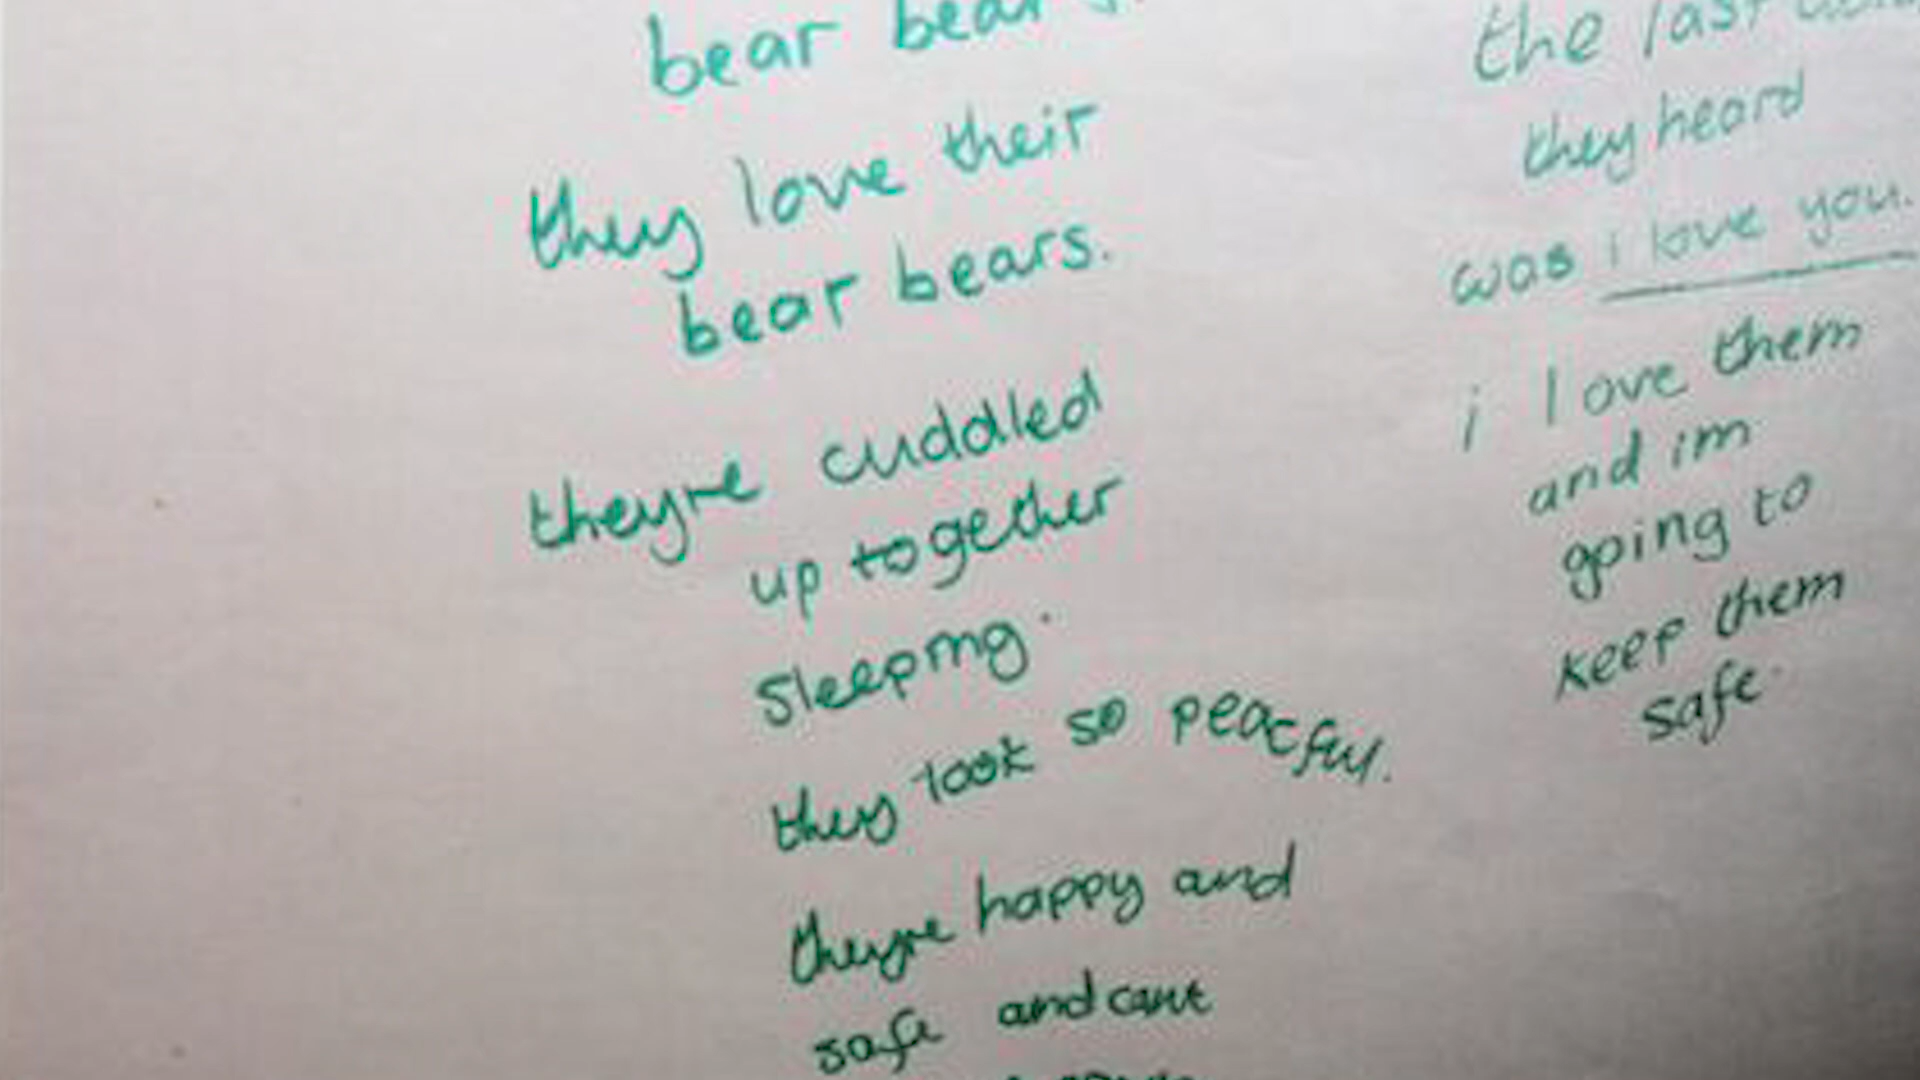 bear
they love their
bear bears.
theyre cuddled
up together
sleeping.
they look so peacful.
theyre happy and
safe and cant
the last
they heard
was i love you.
i love them
and im
going to
keep them
safe.